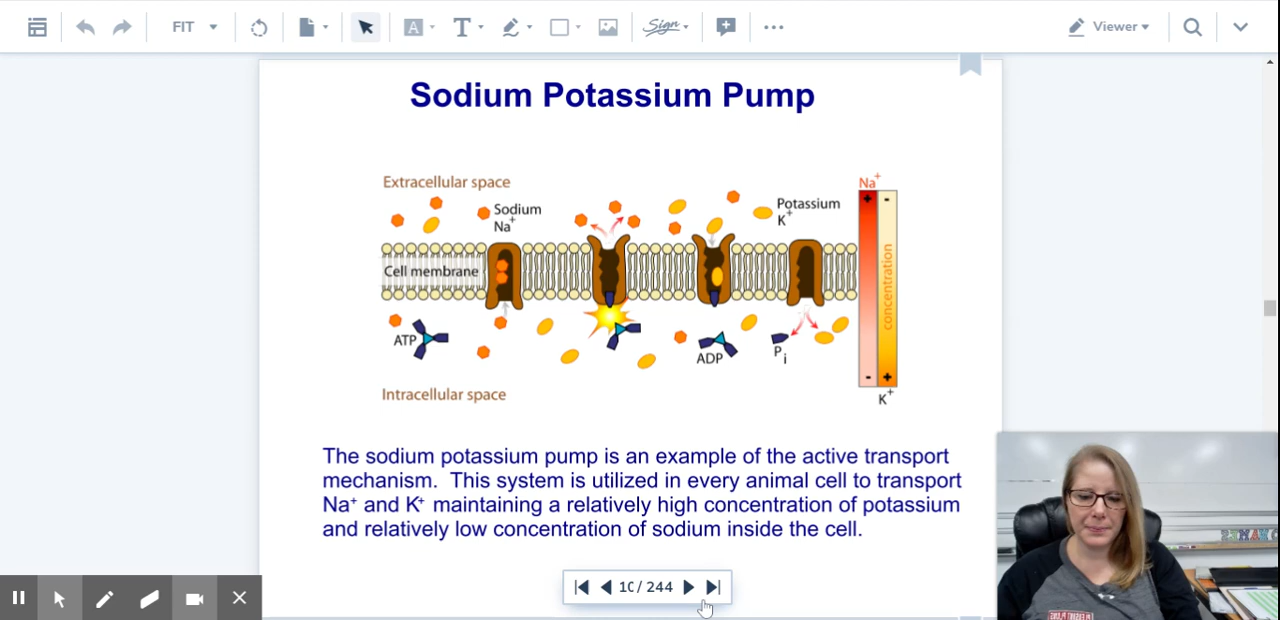 FIT
A
T
Sign
Viewer
Sodium Potassium Pump
Extracellular space
Na+
Sodium
Na+
Potassium
K+
+ -
Cell membrane
concentration
ATP
ADP
Pi
- +
Intracellular space
K+
The sodium potassium pump is an example of the active transport
mechanism. This system is utilized in every animal cell to transport
Na+ and K+ maintaining a relatively high concentration of potassium
and relatively low concentration of sodium inside the cell.
10 / 244